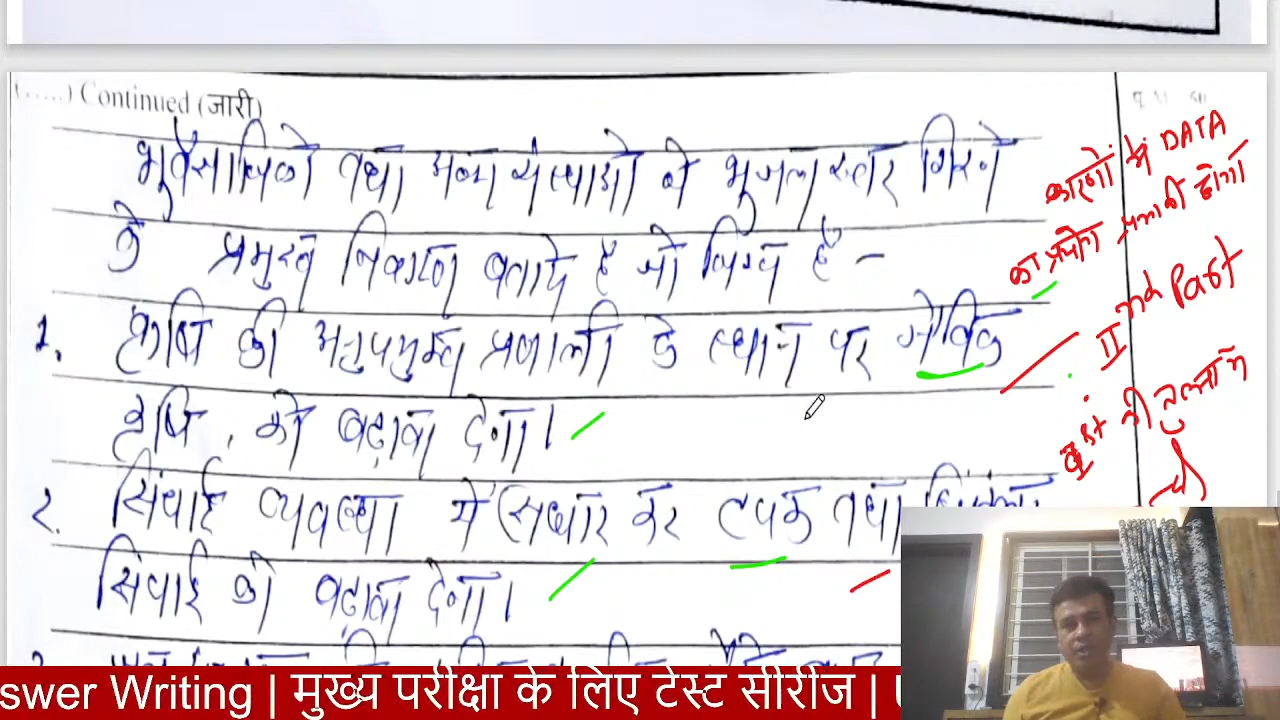 Continued (जारी)
भुवैज्ञानिको तथा अन्य संस्थाओ ने भूजल स्तर गिरने
के प्रमुख निवारण बताये है जो निम्न है –
1. कृषि की अनुपयुक्त प्रणाली के स्थान पर जैविक
कृषि को बढ़ावा देना।
2. सिंचाई व्यवस्था मे सुधार कर टपक तथा
सिंचाई को बढ़ावा देना।
कारणों में DATA
का प्रयोग प्रभावी होगा
IInd Part
की तुलना में
swer Writing | मुख्य परीक्षा के लिए टेस्ट सीरीज | U